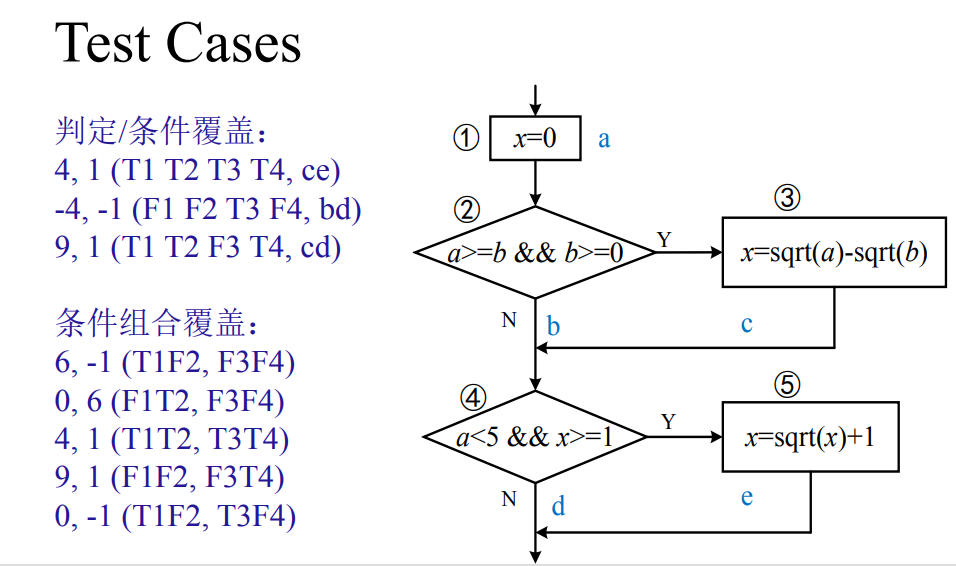 Test Cases
判定/条件覆盖：
4, 1 (T1 T2 T3 T4, ce)
-4, -1 (F1 F2 T3 F4, bd)
9, 1 (T1 T2 F3 T4, cd)
条件组合覆盖：
6, -1 (T1F2, F3F4)
0, 6 (F1T2, F3F4)
4, 1 (T1T2, T3T4)
9, 1 (F1F2, F3T4)
0, -1 (T1F2, T3F4)
① x=0 a
②
a>=b && b>=0
Y
③
x=sqrt(a)-sqrt(b)
N
b
c
④
a<5 && x>=1
Y
⑤
x=sqrt(x)+1
N
d
e